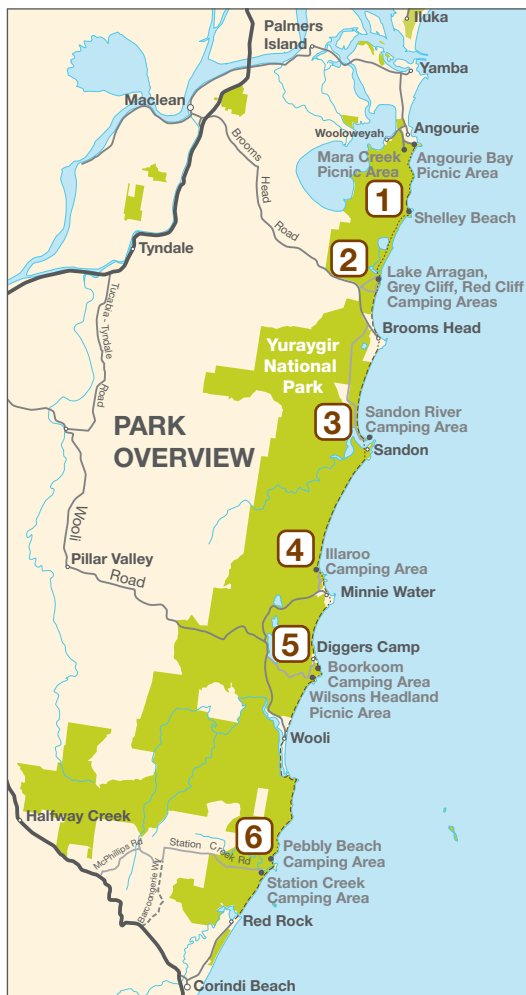 Iluka
Palmers
Island
Yamba
Maclean
Brooms
Head
Road
Wooloweyah
Angourie
Mara Creek
Picnic Area
Angourie Bay
Picnic Area
1
Shelley Beach
Tyndale
2
Lake Arragan,
Grey Cliff, Red Cliff
Camping Areas
Tucabia - Tyndale
Road
Brooms Head
Yuraygir
National
Park
PARK
OVERVIEW
3
Sandon River
Camping Area
Sandon
Wooli
Road
Pillar Valley
4
Illaroo
Camping Area
Minnie Water
5
Diggers Camp
Boorkoom
Camping Area
Wilsons Headland
Picnic Area
Wooli
Halfway Creek
6
McPhillips Rd
Station Creek Rd
Barcoongerie Wy
Pebbly Beach
Camping Area
Station Creek
Camping Area
Red Rock
Corindi Beach